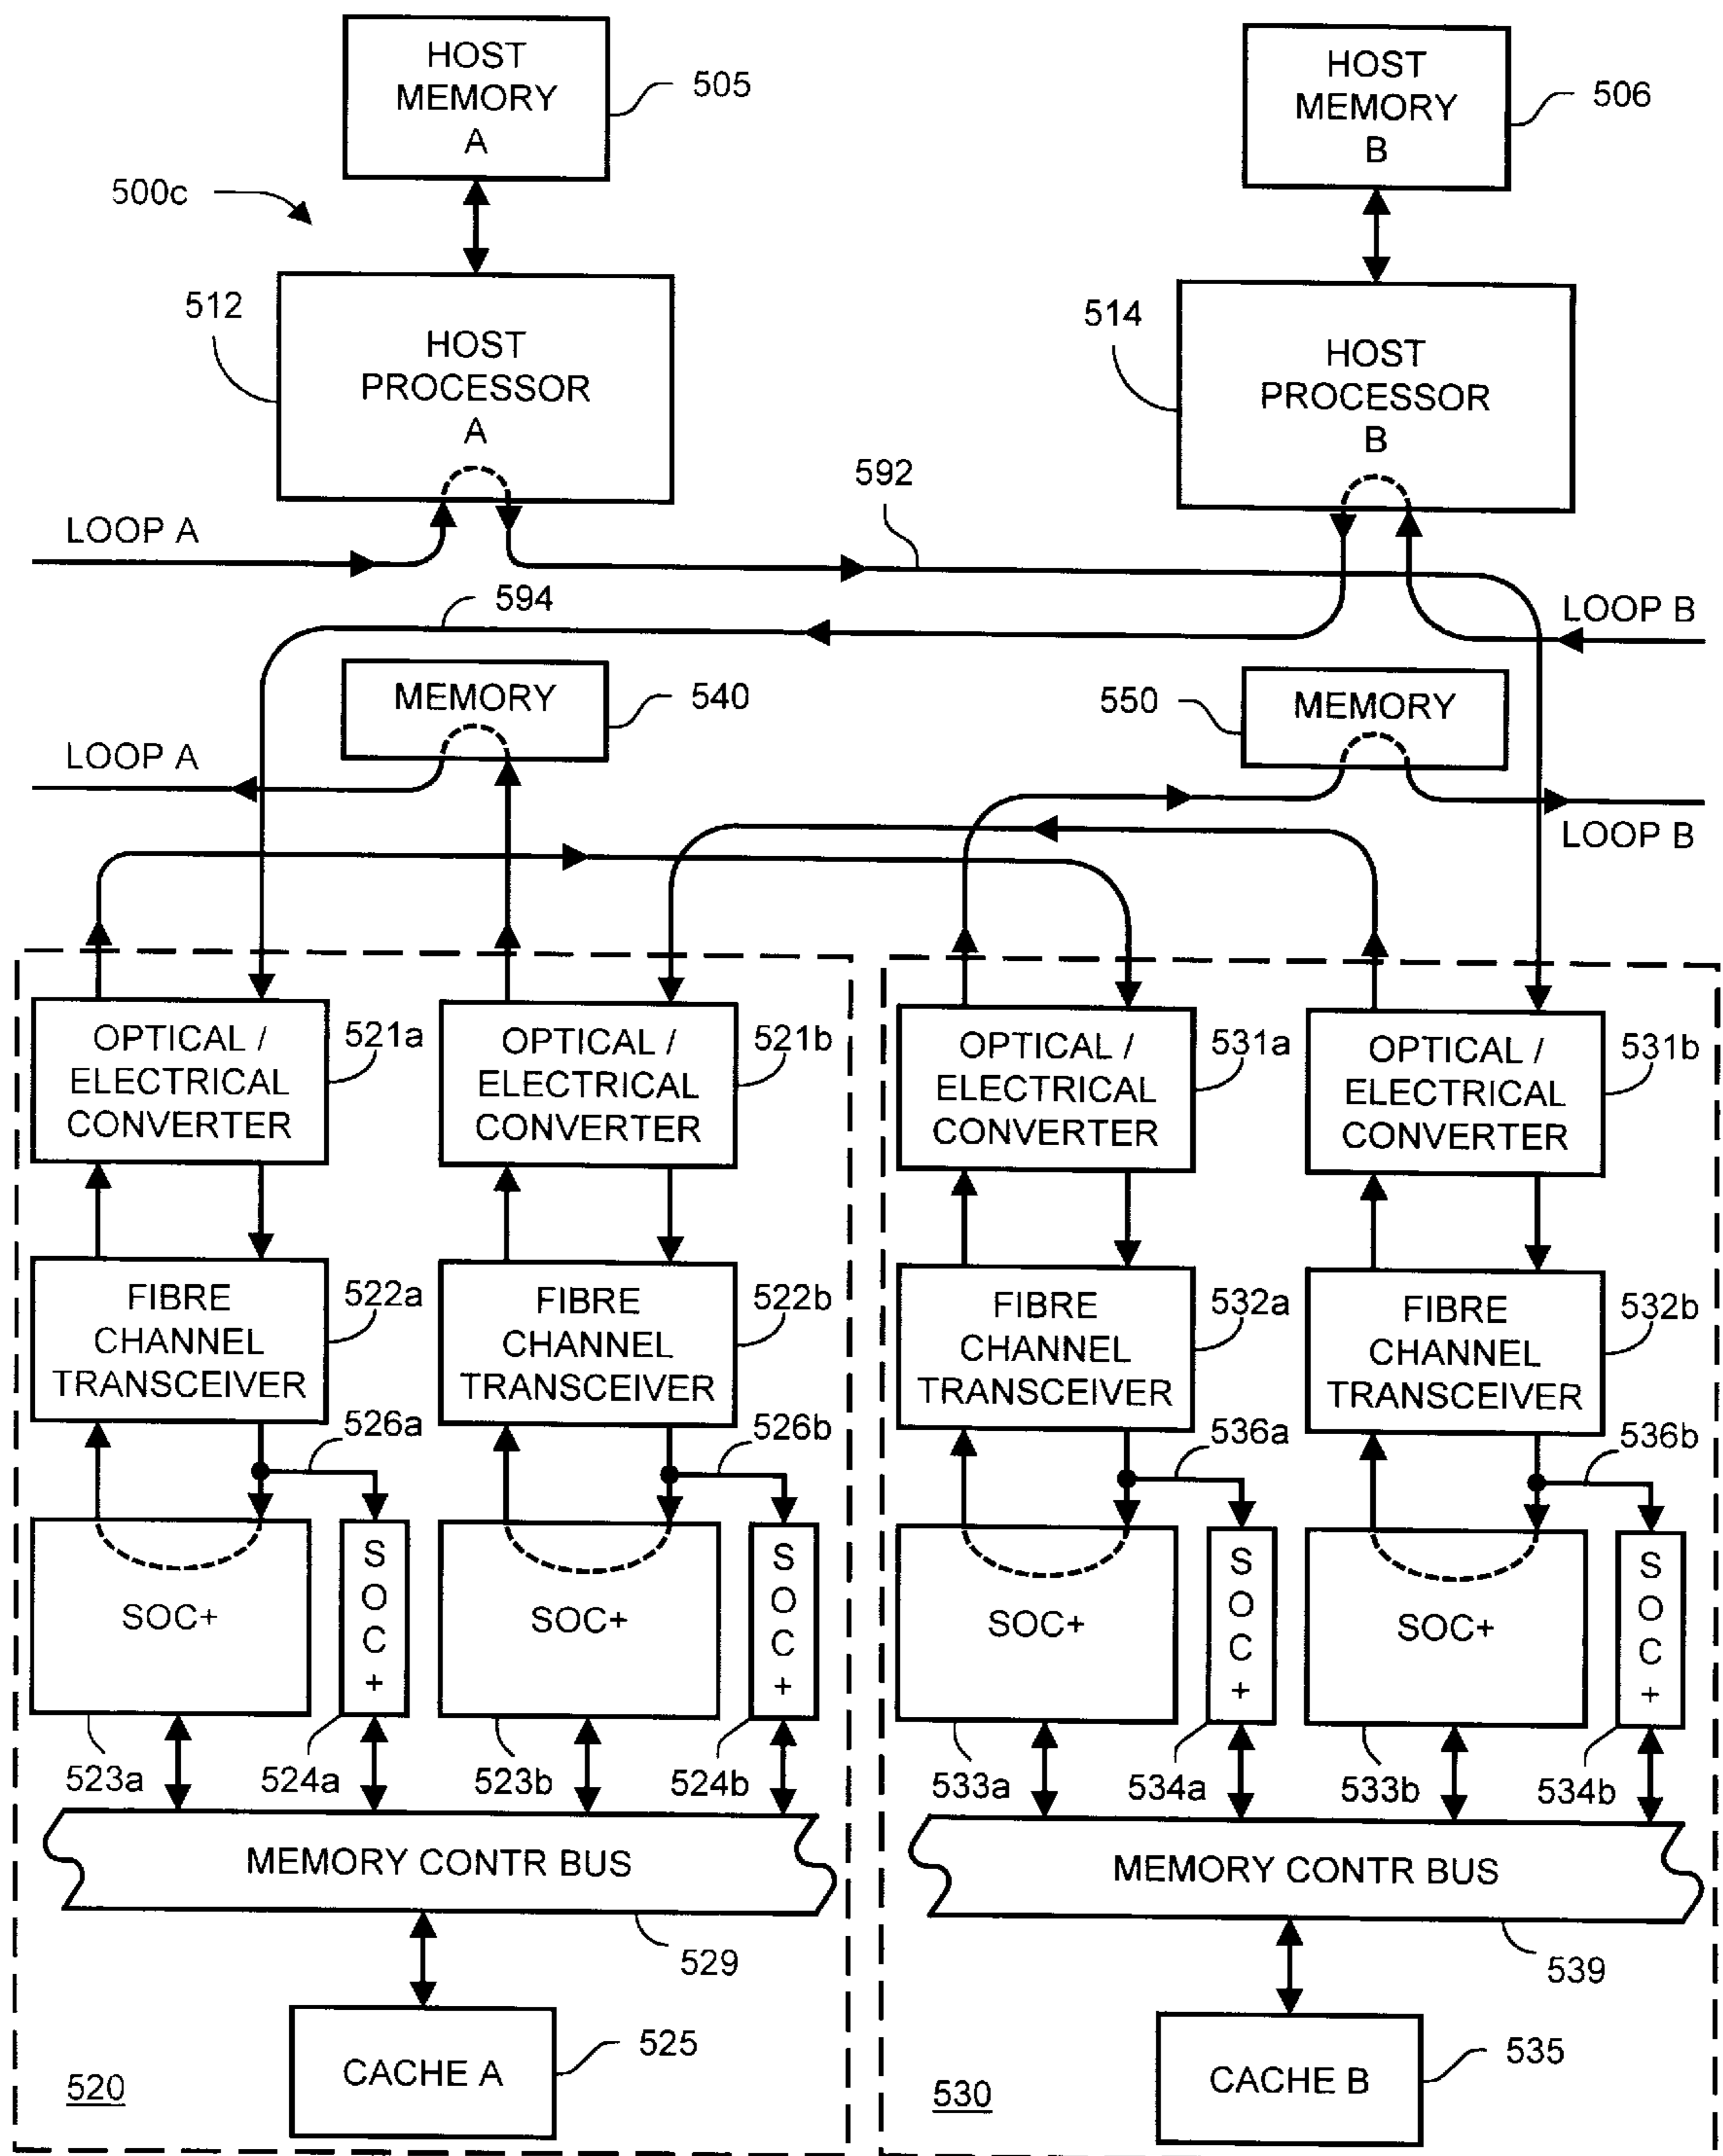 HOST
MEMORY
A
505
HOST
MEMORY
B
506
500c
512
HOST
PROCESSOR
A
514
HOST
PROCESSOR
B
592
LOOP A
594
LOOP B
MEMORY
540
550
MEMORY
LOOP A
LOOP B
OPTICAL /
ELECTRICAL
CONVERTER
521a
OPTICAL /
ELECTRICAL
CONVERTER
521b
OPTICAL /
ELECTRICAL
CONVERTER
531a
OPTICAL /
ELECTRICAL
CONVERTER
531b
FIBRE
CHANNEL
TRANSCEIVER
522a
FIBRE
CHANNEL
TRANSCEIVER
522b
FIBRE
CHANNEL
TRANSCEIVER
532a
FIBRE
CHANNEL
TRANSCEIVER
532b
526a
526b
536a
536b
SOC+
S
O
C
+
SOC+
S
O
C
+
SOC+
S
O
C
+
SOC+
S
O
C
+
523a
524a
523b
524b
533a
534a
533b
534b
MEMORY CONTR BUS
MEMORY CONTR BUS
529
539
CACHE A
525
CACHE B
535
520
530